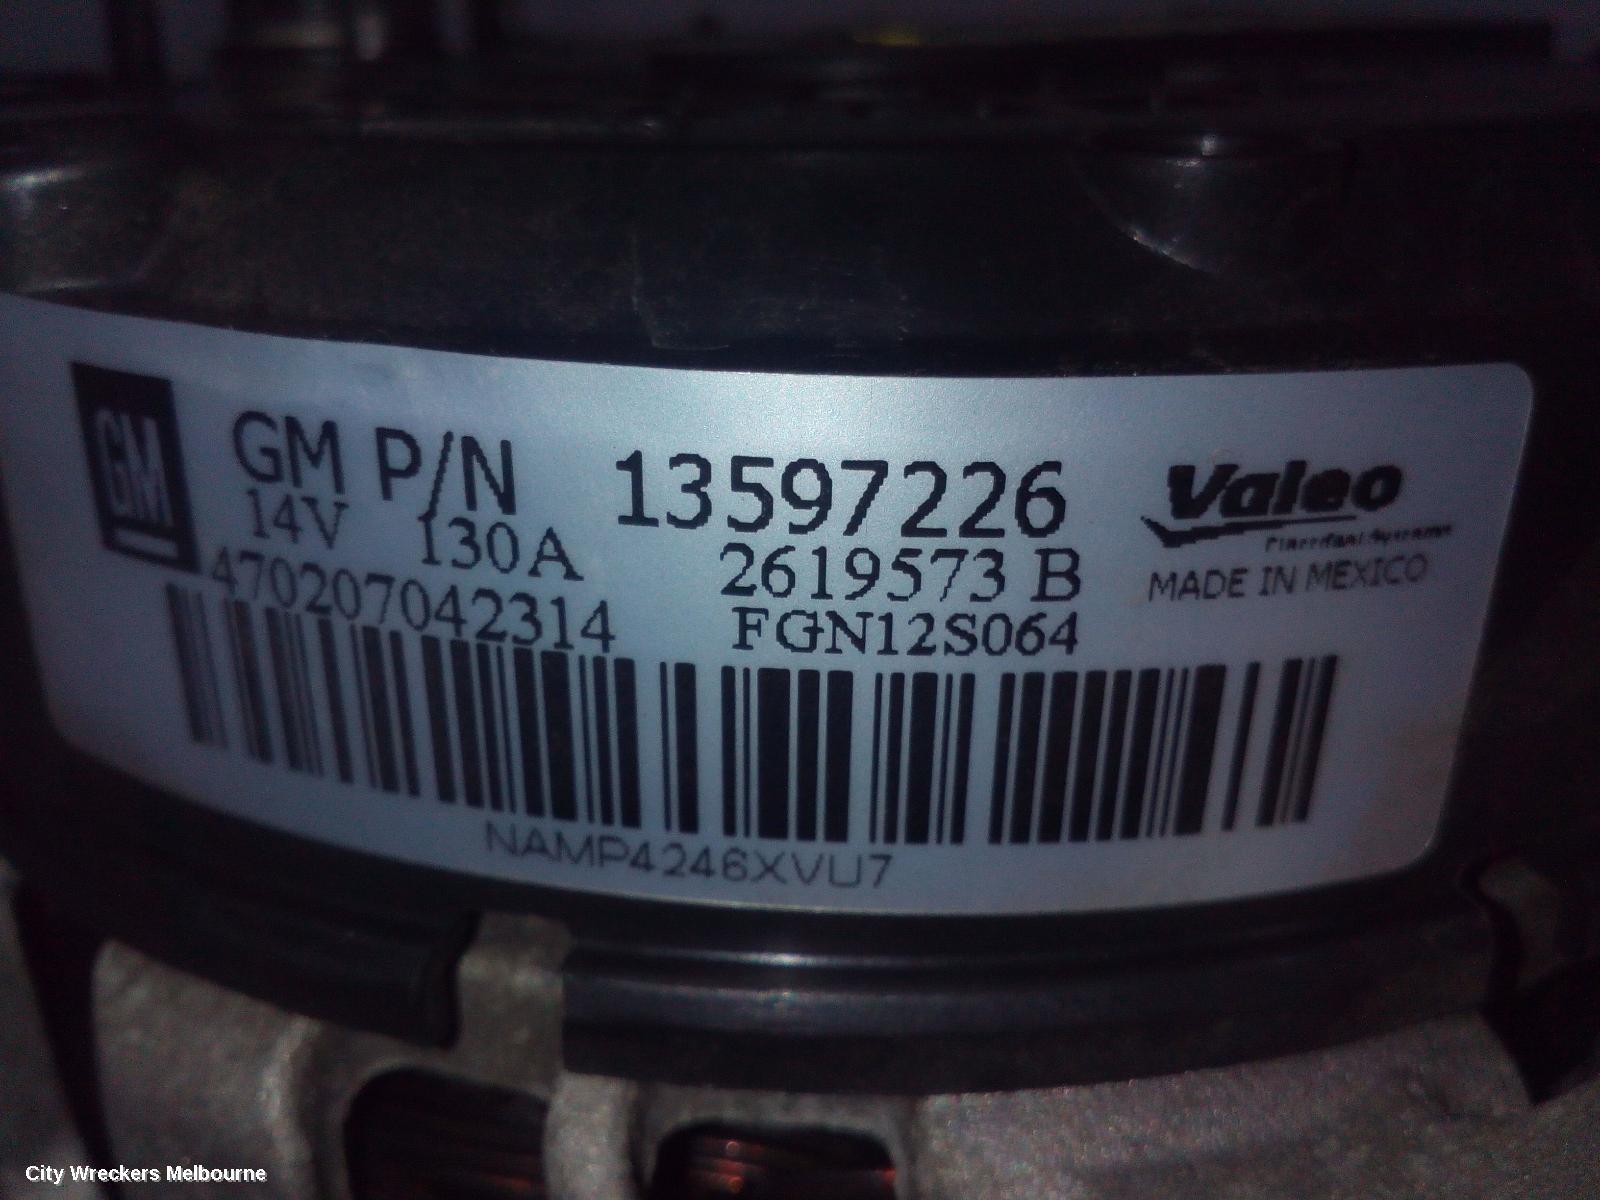 GM
GM P/N 13597226
14V 130A
2619573 B
470207042314
FGN12S064
Valeo
MADE IN MEXICO
NAMP4246XVU7
City Wreckers Melbourne